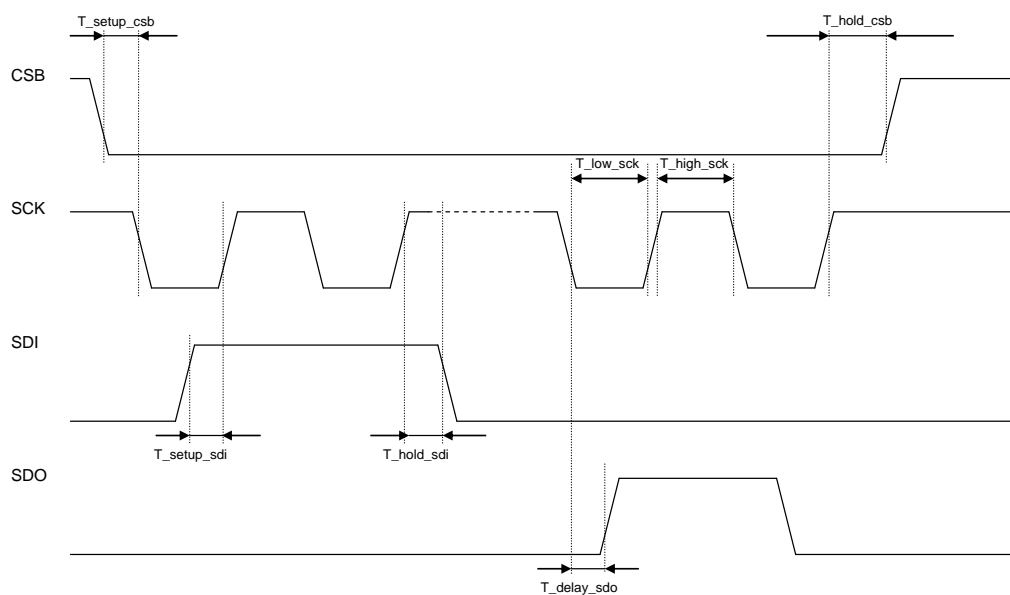 T_setup_csb
T_hold_csb
CSB
T_low_sck
T_high_sck
SCK
SDI
T_setup_sdi
T_hold_sdi
SDO
T_delay_sdo